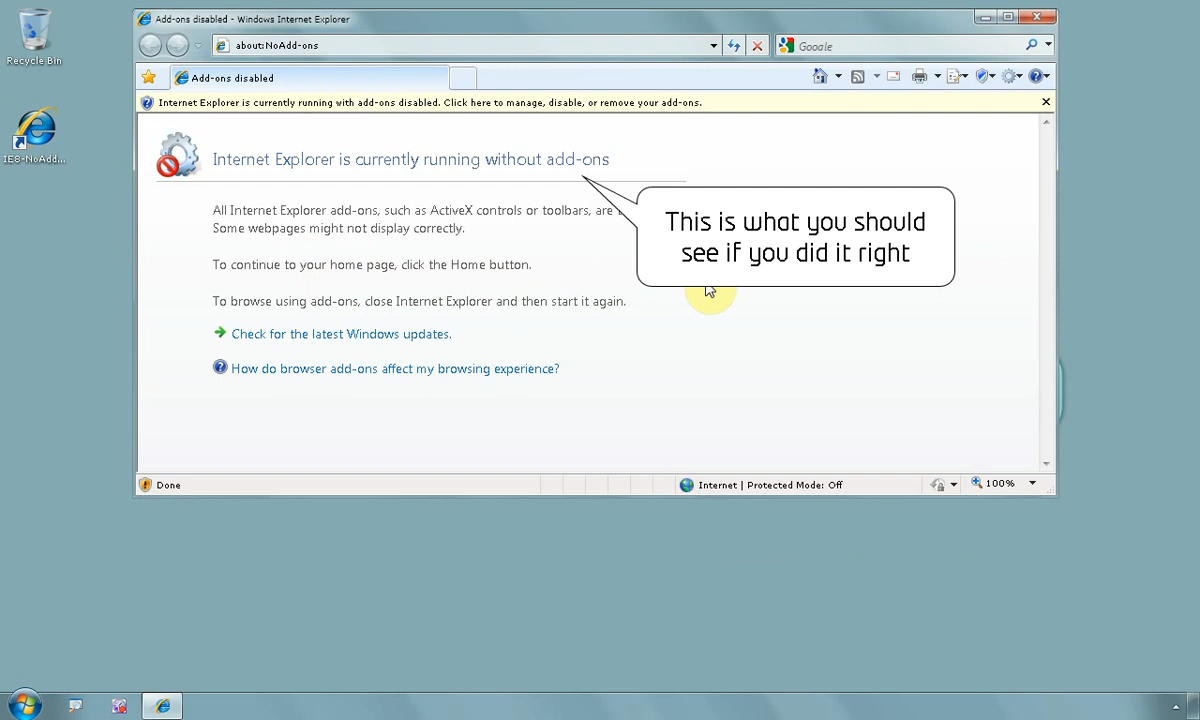 Recycle Bin
IE8-NoAdd...
Add-ons disabled - Windows Internet Explorer
about:NoAdd-ons
Google
Add-ons disabled
Internet Explorer is currently running with add-ons disabled. Click here to manage, disable, or remove your add-ons.
Internet Explorer is currently running without add-ons
All Internet Explorer add-ons, such as ActiveX controls or toolbars, are
Some webpages might not display correctly.
This is what you should
see if you did it right
To continue to your home page, click the Home button.
To browse using add-ons, close Internet Explorer and then start it again.
Check for the latest Windows updates.
How do browser add-ons affect my browsing experience?
Done
Internet | Protected Mode: Off
100%